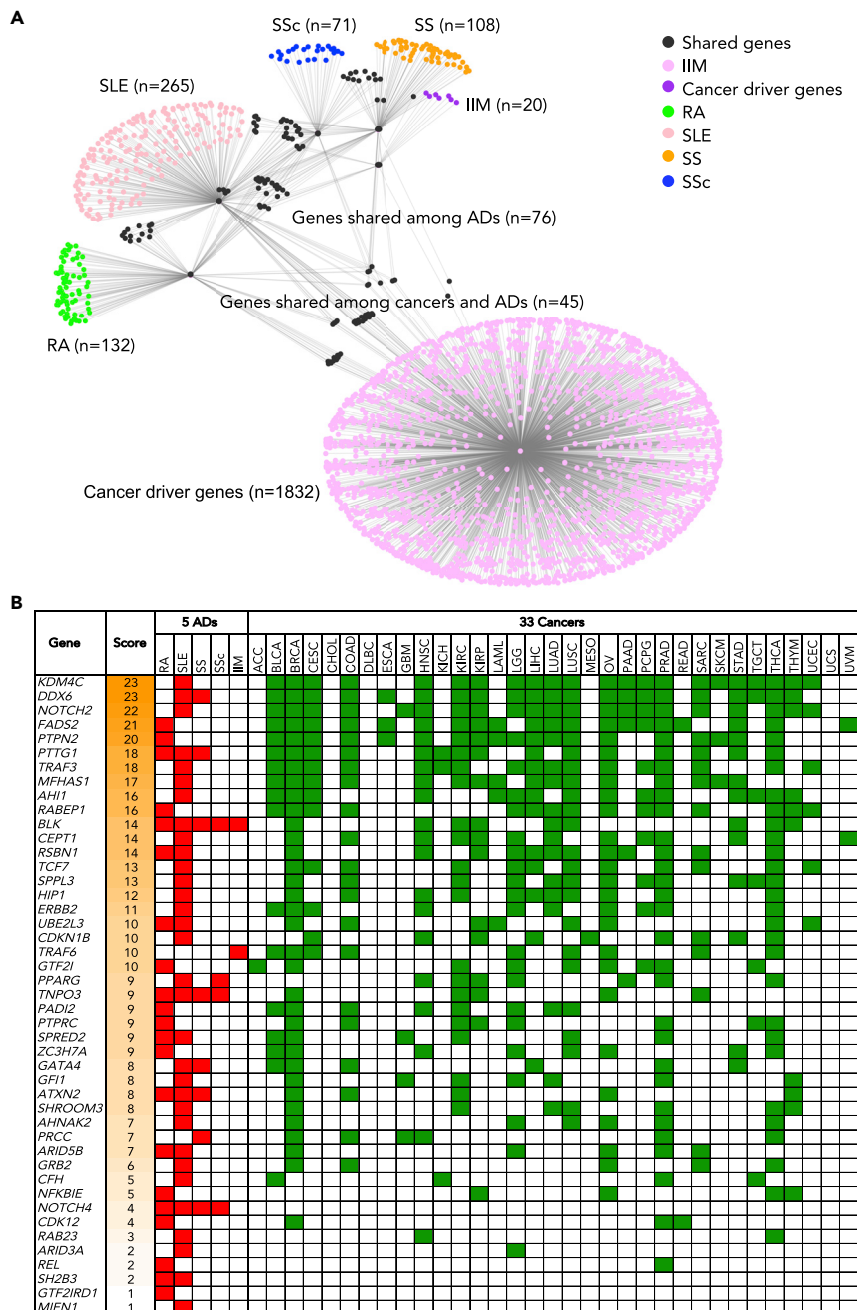 A
SSc (n=71)
SS (n=108)
SLE (n=265)
IIM (n=20)
Shared genes
IIM
Cancer driver genes
RA
SLE
SS
SSc
Genes shared among ADs (n=76)
Genes shared among cancers and ADs (n=45)
RA (n=132)
Cancer driver genes (n=1832)
B
Gene Score 5 ADs 33 Cancers
RA SLE SS SSc IIM ACC BLCA BRCA CESC CHOL COAD DLBC ESCA GBM HNSC KICH KIRC KIRP LAML LGG LIHC LUAD LUSC MESO OV PAAD PCPG PRAD READ SARC SKCM STAD TGCT THCA THYM UCEC UCS UVM
KDM4C 23
DDX6 23
NOTCH2 22
FADS2 21
PTPN2 20
PTTG1 18
TRAF3 18
MFHAS1 17
AHI1 16
RABEP1 16
BLK 14
CEPT1 14
RSBN1 14
TCF7 13
SPPL3 13
HIP1 12
ERBB2 11
UBE2L3 10
CDKN1B 10
TRAF6 10
GTF2I 10
PPARG 9
TNPO3 9
PADI2 9
PTPRC 9
SPRED2 9
ZC3H7A 9
GATA4 8
GFI1 8
ATXN2 8
SHROOM3 8
AHNAK2 7
PRCC 7
ARID5B 7
GRB2 6
CFH 5
NFKBIE 5
NOTCH4 4
CDK12 4
RAB23 3
ARID3A 2
REL 2
SH2B3 2
GTF2IRD1 1
MIEN1 1